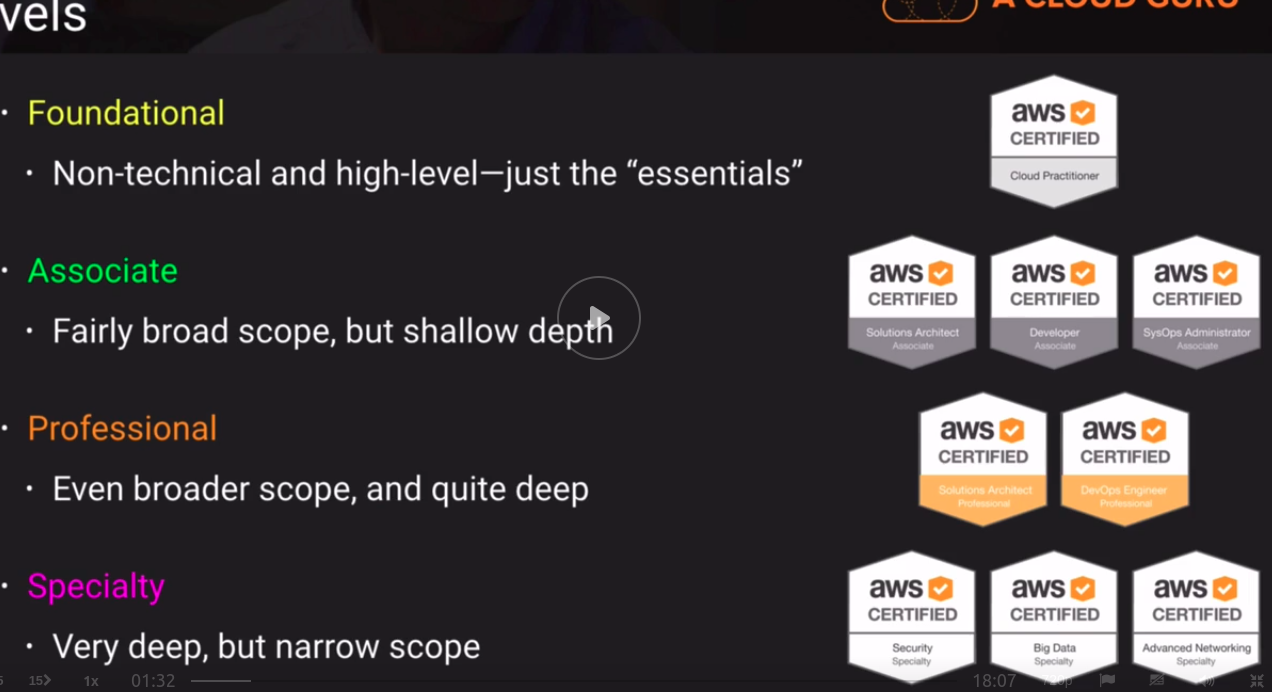 vels
A CLOUD GURU
· Foundational
· Non-technical and high-level—just the “essentials”
aws
CERTIFIED
Cloud Practitioner
· Associate
· Fairly broad scope, but shallow depth
aws
CERTIFIED
Solutions Architect
Associate
aws
CERTIFIED
Developer
Associate
aws
CERTIFIED
SysOps Administrator
Associate
· Professional
· Even broader scope, and quite deep
aws
CERTIFIED
Solutions Architect
Professional
aws
CERTIFIED
DevOps Engineer
Professional
· Specialty
· Very deep, but narrow scope
aws
CERTIFIED
Security
Specialty
aws
CERTIFIED
Big Data
Specialty
aws
CERTIFIED
Advanced Networking
Specialty
15 1x 01:32 18:07 720p